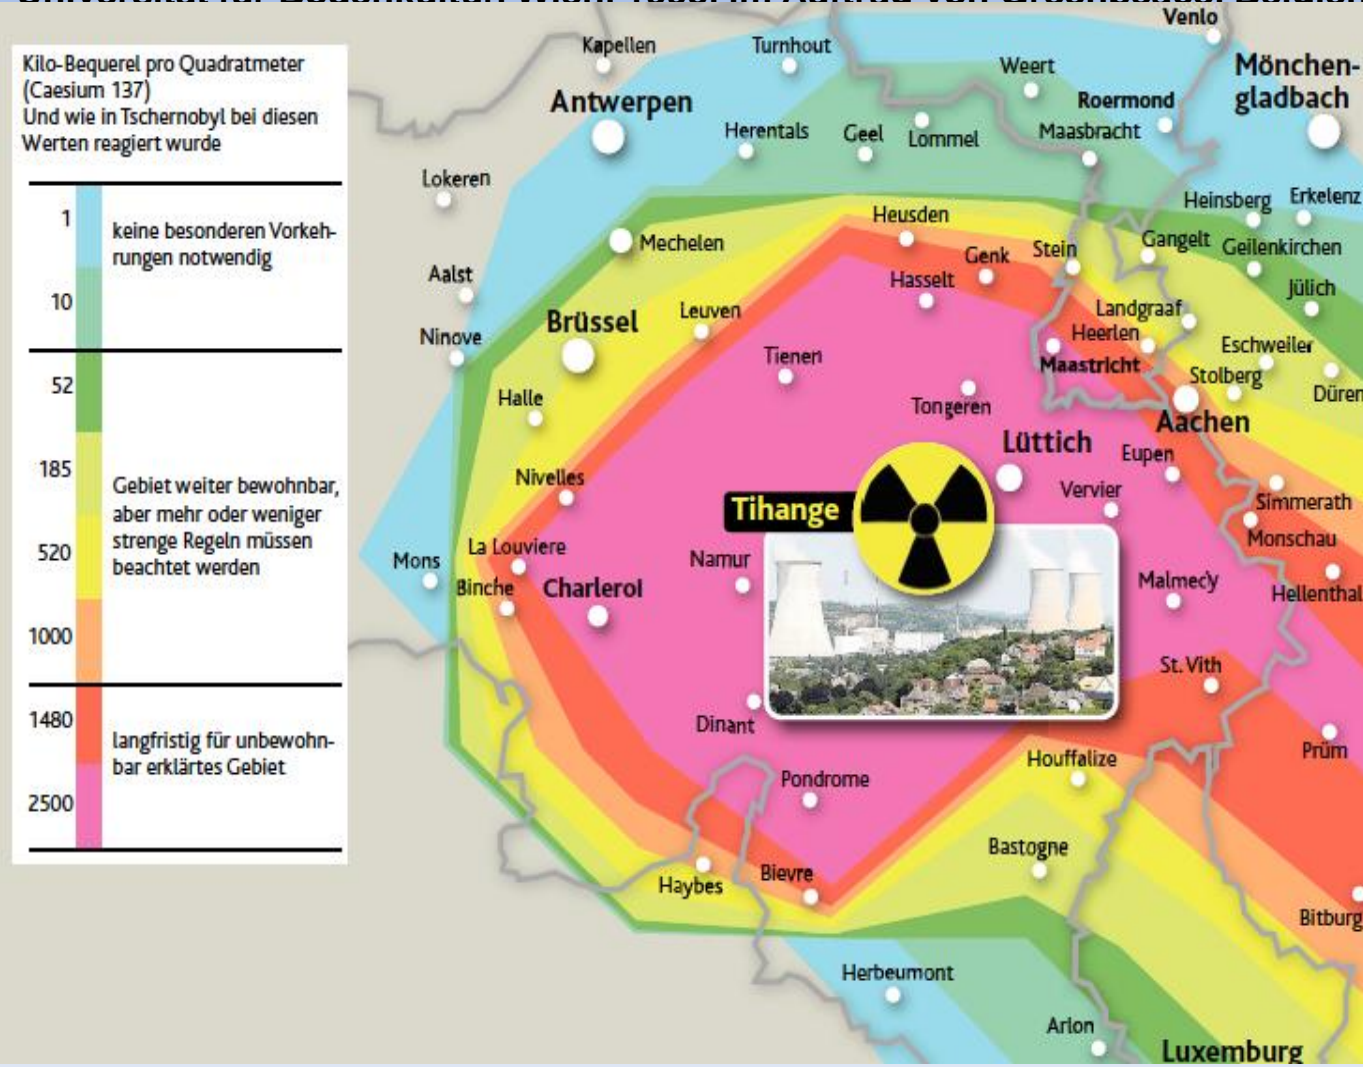 Kilo-Bequerel pro Quadratmeter
(Caesium 137)
Und wie in Tschernobyl bei diesen
Werten reagiert wurde
1
keine besonderen Vorkeh-
rungen notwendig
10
52
185
Gebiet weiter bewohnbar,
aber mehr oder weniger
strenge Regeln müssen
beachtet werden
520
1000
1480
langfristig für unbewohn-
bar erklärtes Gebiet
2500
Venlo
Kapellen
Turnhout
Weert
Mönchen-
gladbach
Antwerpen
Roermond
Herentals
Geel
Lommel
Maasbracht
Lokeren
Heinsberg
Erkelenz
Heusden
Mechelen
Stein
Gangelt
Geilenkirchen
Genk
Aalst
Hasselt
Jülich
Leuven
Landgraaf
Brüssel
Heerlen
Ninove
Eschweiler
Tienen
Maastricht
Stolberg
Halle
Düren
Tongeren
Aachen
Lüttich
Eupen
Nivelles
Vervier
Simmerath
Tihange
Monschau
La Louviere
Mons
Namur
Binche
Charleroi
Malmecy
Hellenthal
St. Vith
Dinant
Prüm
Houffalize
Pondrome
Bastogne
Bievre
Haybes
Bitburg
Herbeumont
Arlon
Luxemburg